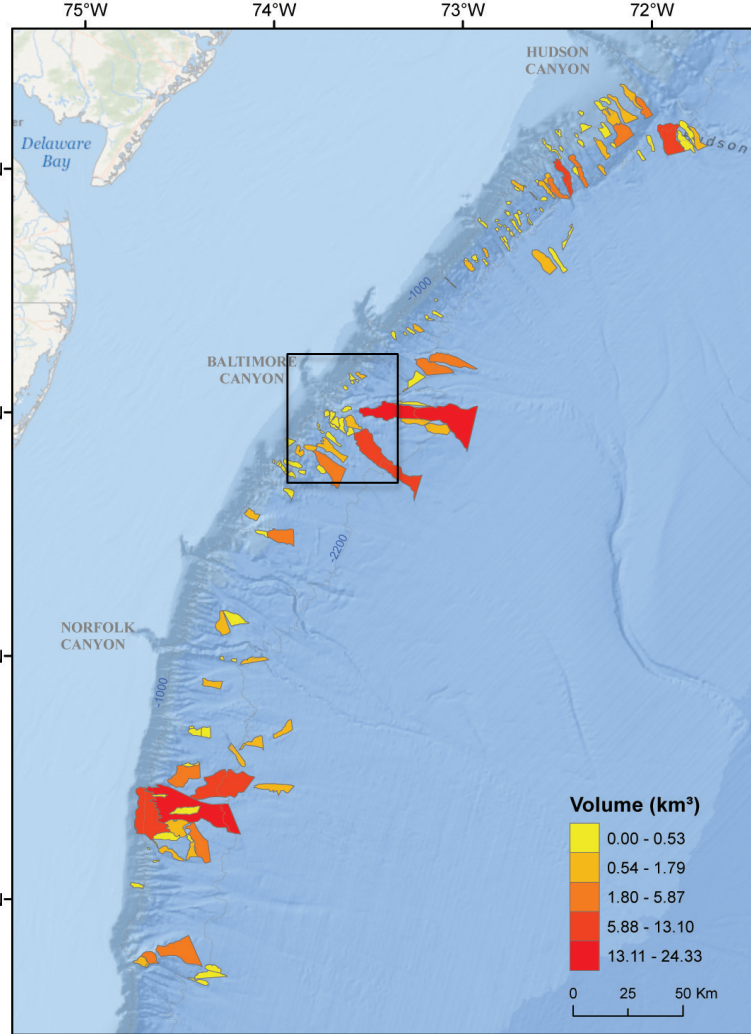 75°W 74°W 73°W 72°W
HUDSON
CANYON
er
Delaware
Bay
Hudson
-1000
BALTIMORE
CANYON
-2200
NORFOLK
CANYON
-1000
Volume (km³)
0.00 - 0.53
0.54 - 1.79
1.80 - 5.87
5.88 - 13.10
13.11 - 24.33
0 25 50 Km